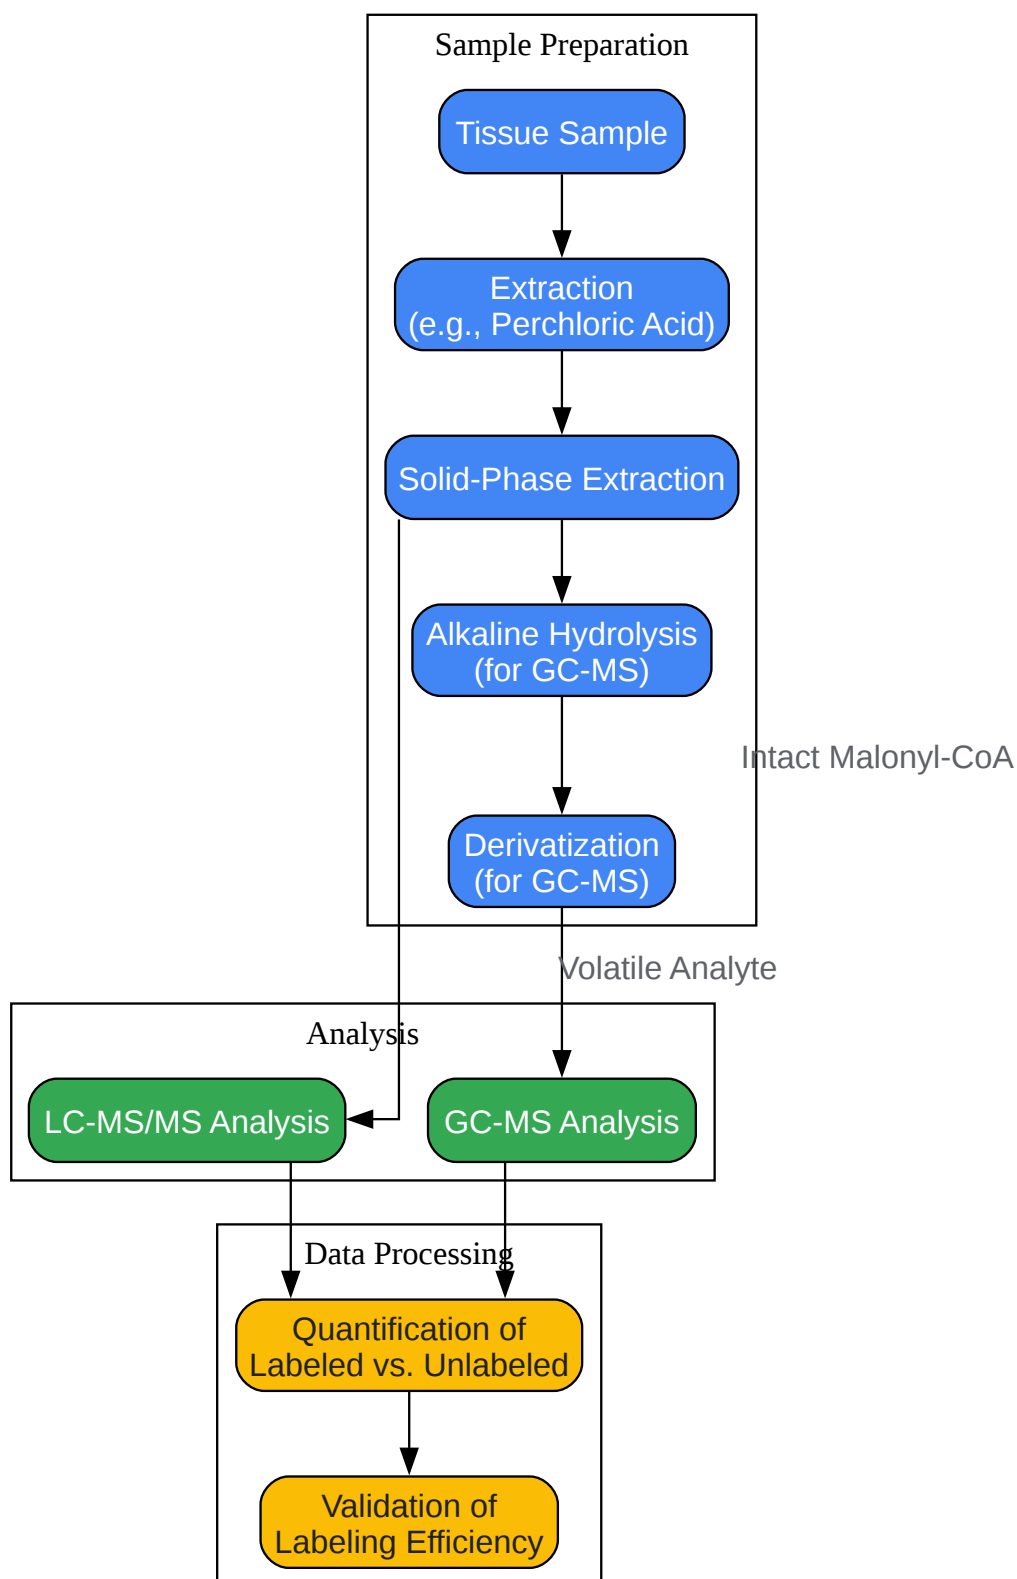 Sample Preparation
Tissue Sample
Extraction
(e.g., Perchloric Acid)
Solid-Phase Extraction
Alkaline Hydrolysis
(for GC-MS)
Intact Malonyl-CoA
Derivatization
(for GC-MS)
Volatile Analyte
Analysis
LC-MS/MS Analysis
GC-MS Analysis
Data Processing
Quantification of
Labeled vs. Unlabeled
Validation of
Labeling Efficiency